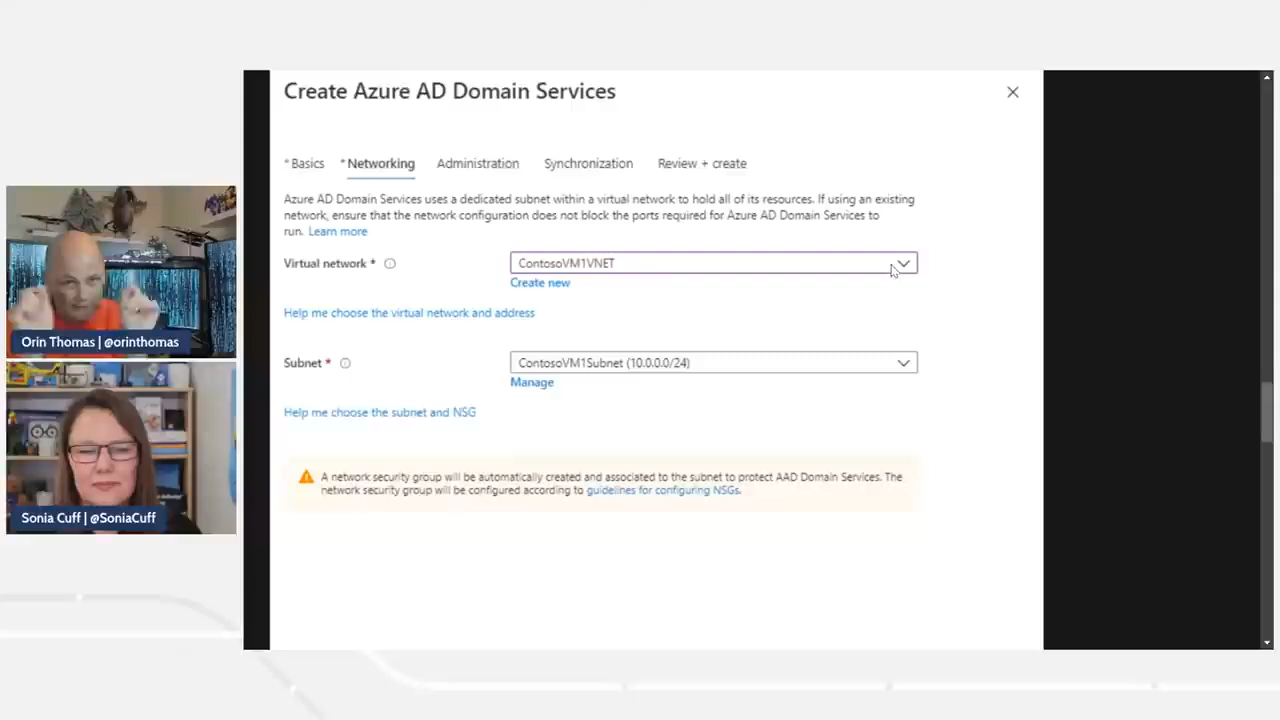 Create Azure AD Domain Services
* Basics * Networking Administration Synchronization Review + create
Azure AD Domain Services uses a dedicated subnet within a virtual network to hold all of its resources. If using an existing
network, ensure that the network configuration does not block the ports required for Azure AD Domain Services to
run. Learn more
Virtual network * ContosoVM1VNET
Create new
Help me choose the virtual network and address
Subnet * ContosoVM1Subnet (10.0.0.0/24)
Manage
Help me choose the subnet and NSG
A network security group will be automatically created and associated to the subnet to protect AAD Domain Services. The
network security group will be configured according to guidelines for configuring NSGs.
Orin Thomas | @orinthomas
Sonia Cuff | @SoniaCuff